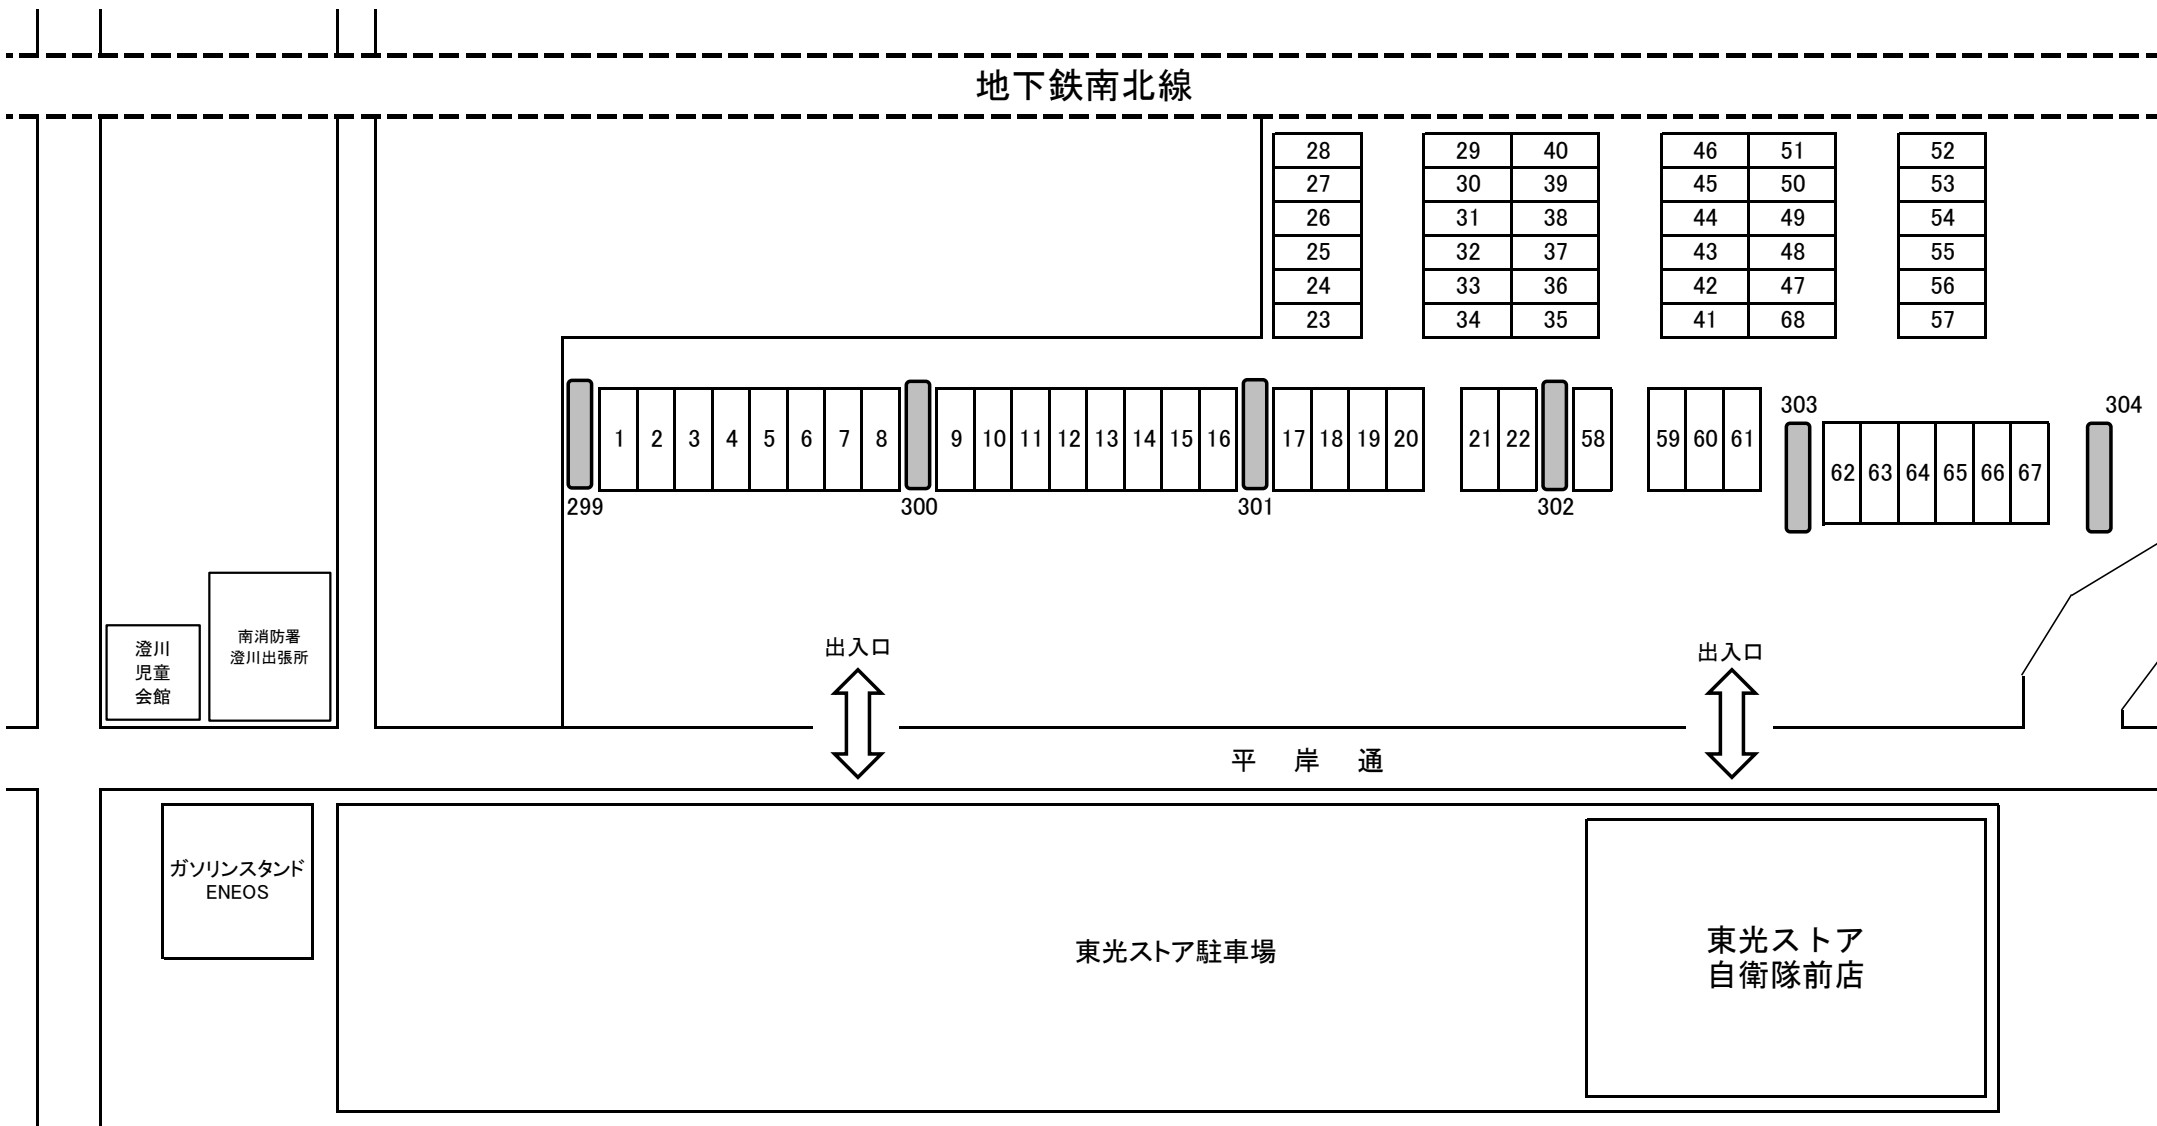 地下鉄南北線
28 29 40 46 51 52
27 30 39 45 50 53
26 31 38 44 49 54
25 32 37 43 48 55
24 33 36 42 47 56
23 34 35 41 68 57
303 304
1 2 3 4 5 6 7 8 9 10 11 12 13 14 15 16 17 18 19 20 21 22 58 59 60 61
62 63 64 65 66 67
299 300 301 302
南消防署
澄川出張所
澄川
児童
会館
出入口
出入口
平岸通
ガソリンスタンド
ENEOS
東光ストア駐車場
東光ストア
自衛隊前店